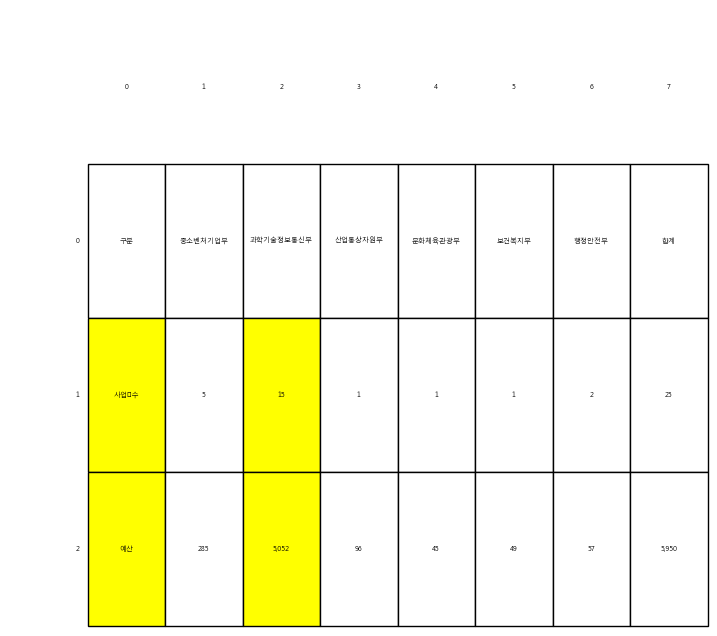 0 1 2 3 4 5 6 7
0 구분 중소벤처기업부 과학기술정보통신부 산업통상자원부 문화체육관광부 보건복지부 행정안전부 합계
1 사업수 5 15 1 1 1 2 25
2 예산 285 5,052 96 45 49 57 5,950